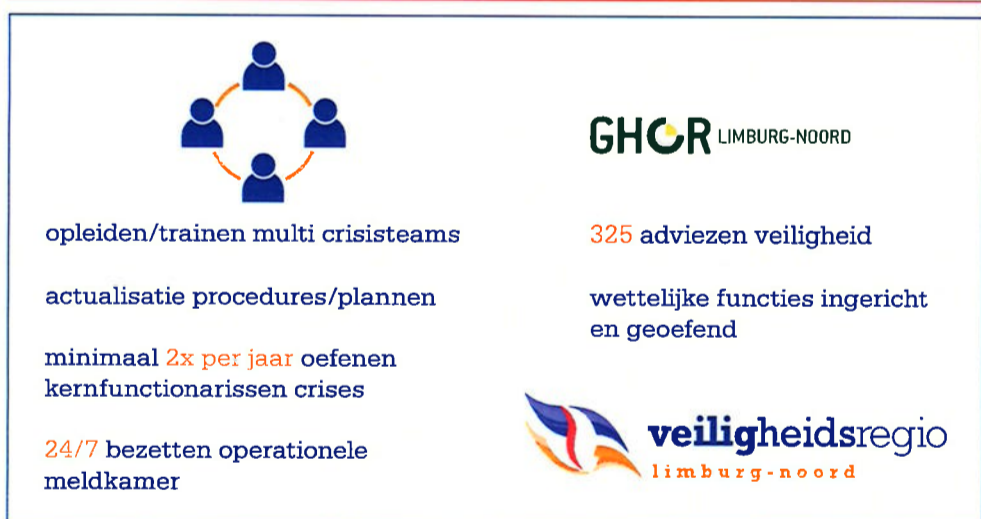 opleiden/trainen multi crisisteams
actualisatie procedures/plannen
minimaal 2x per jaar oefenen
kernfunctionarissen crises
24/7 bezetten operationele
meldkamer
GHOR LIMBURG-NOORD
325 adviezen veiligheid
wettelijke functies ingericht
en geoefend
veiligheidsregio
limburg-noord